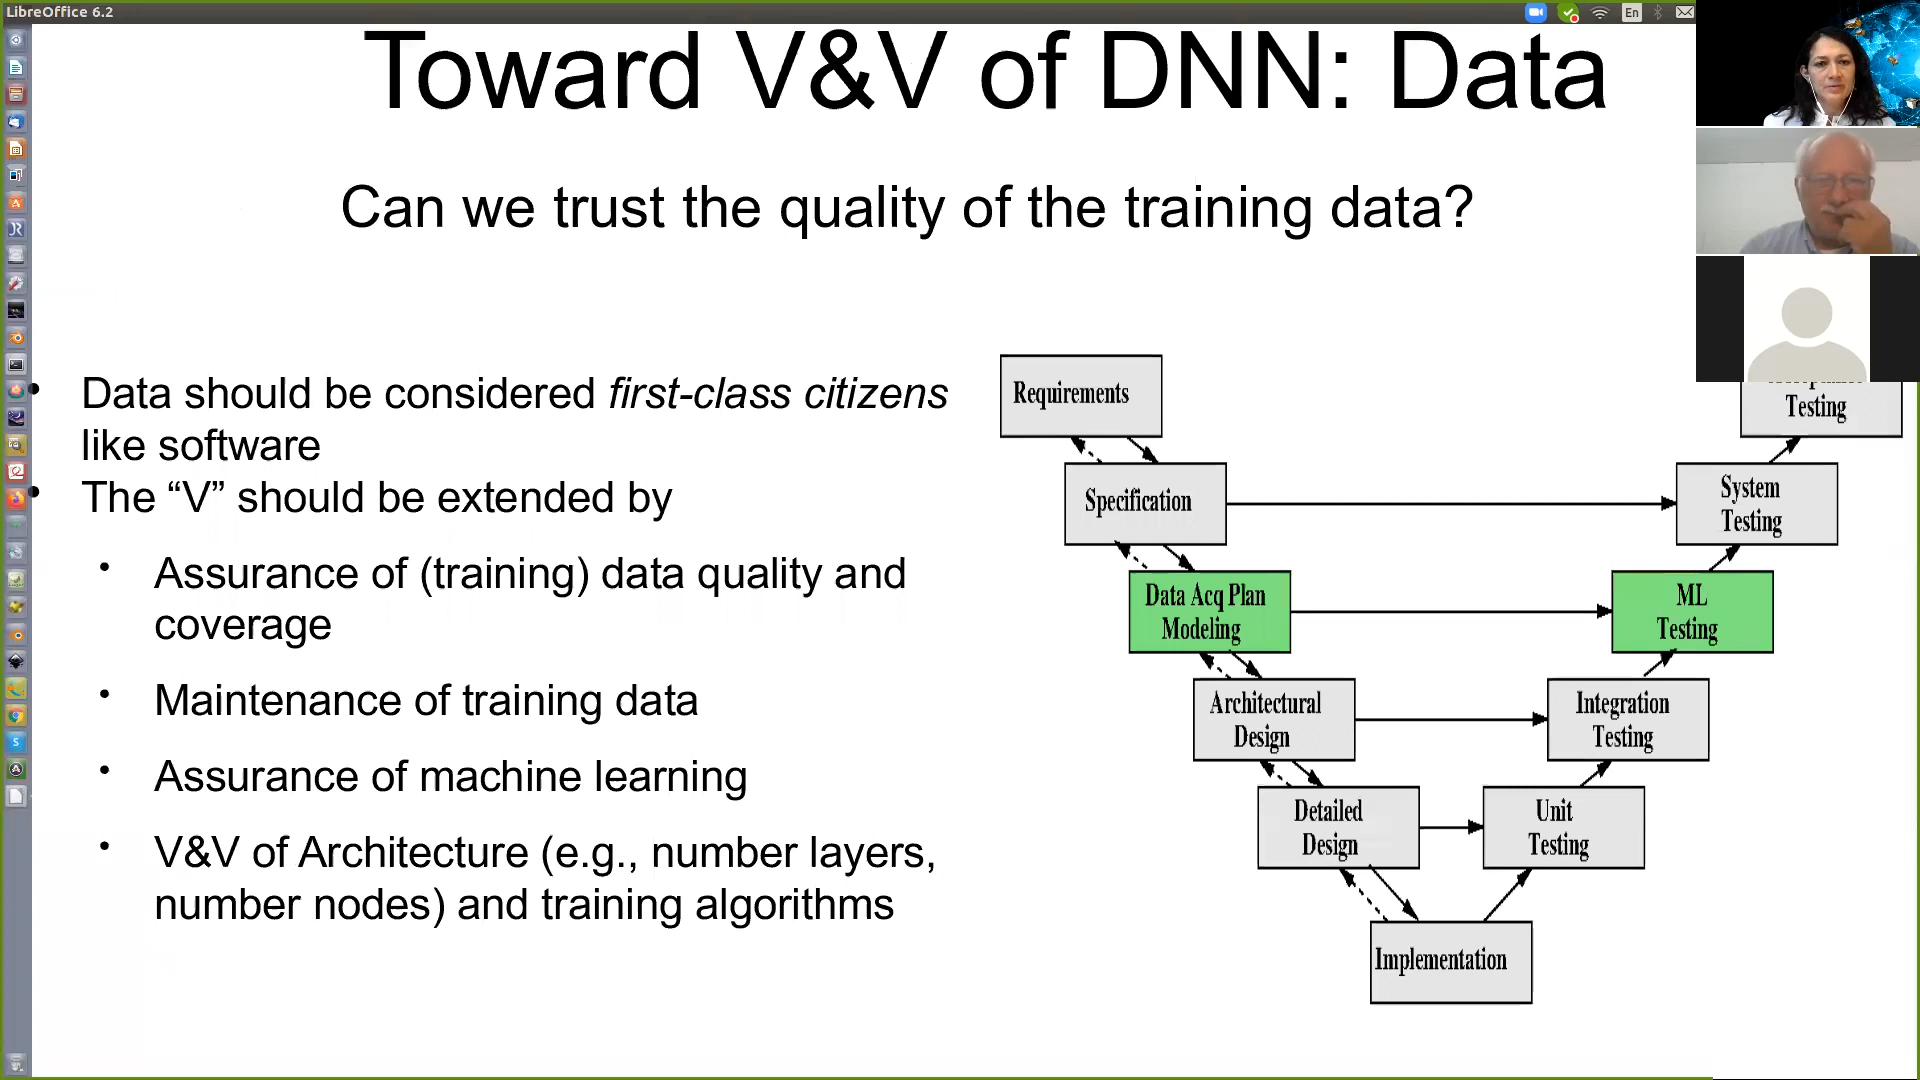 LibreOffice 6.2
En
Toward V&V of DNN: Data
Can we trust the quality of the training data?
• Data should be considered first-class citizens
like software
• The “V” should be extended by
• Assurance of (training) data quality and
coverage
• Maintenance of training data
• Assurance of machine learning
• V&V of Architecture (e.g., number layers,
number nodes) and training algorithms
Requirements
Testing
Specification
System
Testing
Data Acq Plan
Modeling
ML
Testing
Architectural
Design
Integration
Testing
Detailed
Design
Unit
Testing
Implementation